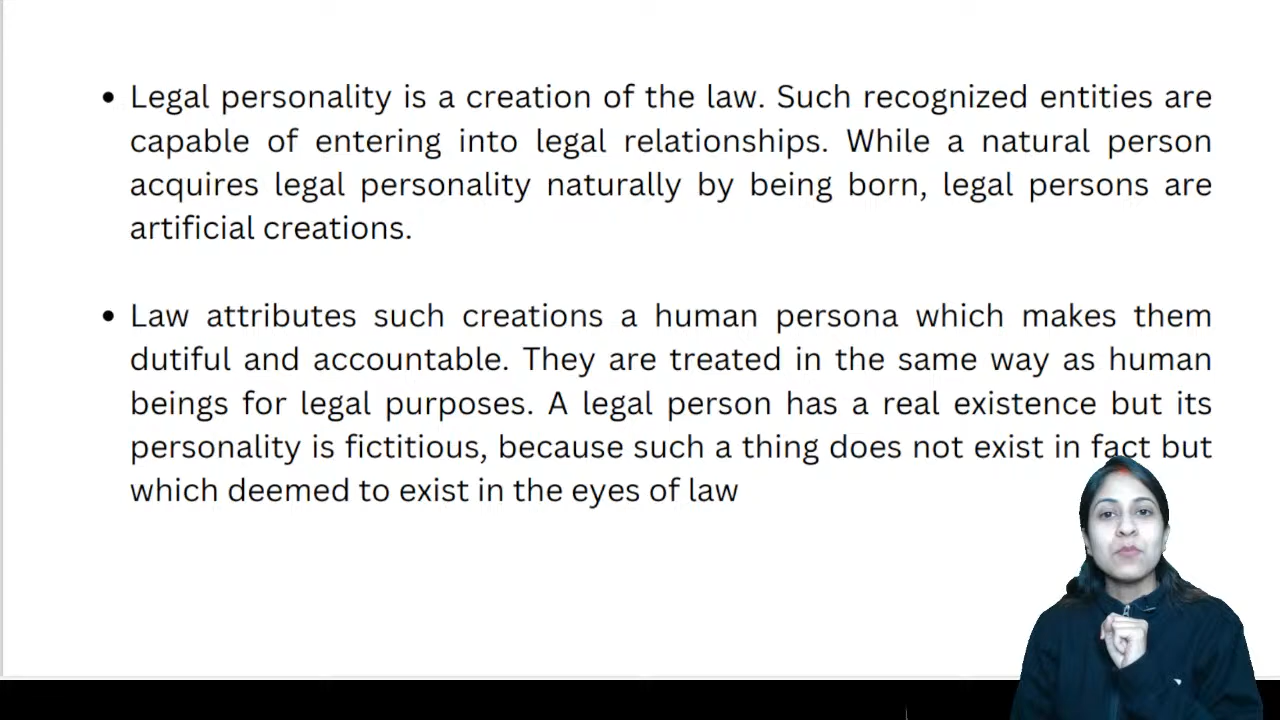 • Legal personality is a creation of the law. Such recognized entities are
capable of entering into legal relationships. While a natural person
acquires legal personality naturally by being born, legal persons are
artificial creations.
• Law attributes such creations a human persona which makes them
dutiful and accountable. They are treated in the same way as human
beings for legal purposes. A legal person has a real existence but its
personality is fictitious, because such a thing does not exist in fact but
which deemed to exist in the eyes of law